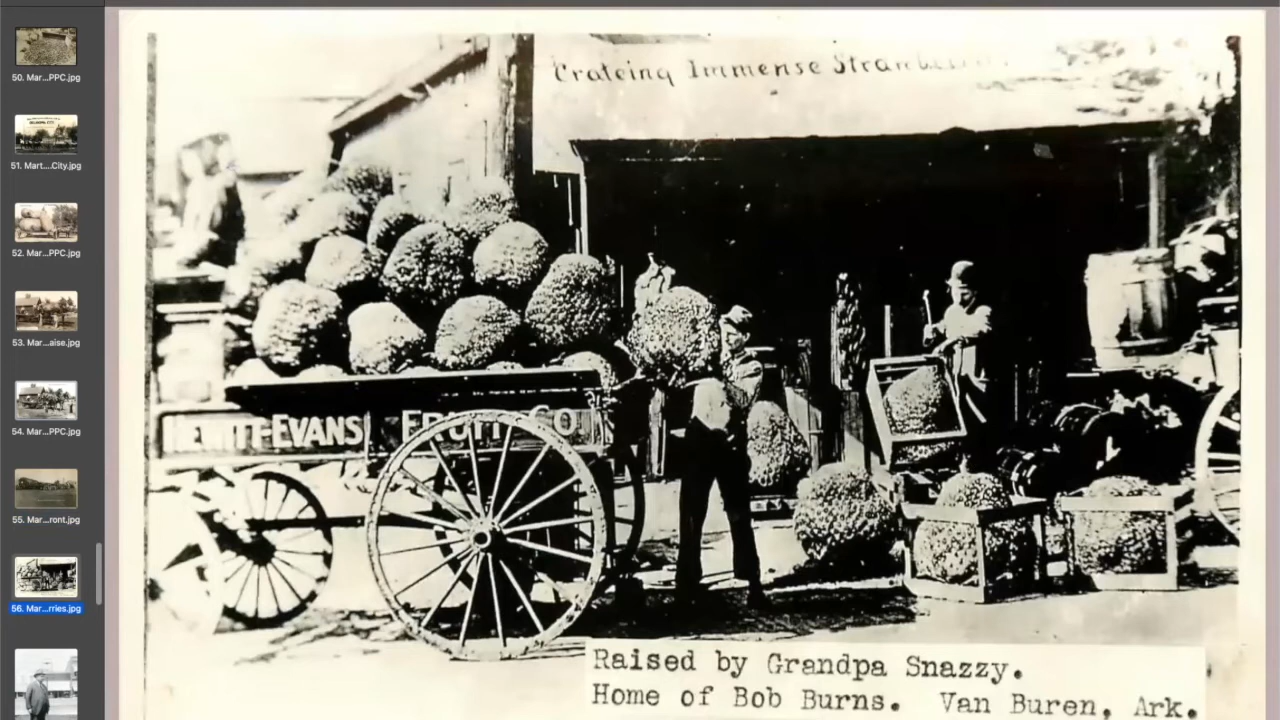 50. Mar...PPC.jpg
51. Mart....City.jpg
52. Mar...PPC.jpg
53. Mar...aise.jpg
54. Mar...PPC.jpg
55. Mar...ront.jpg
56. Mar...rries.jpg
Crateing Immense
HEWITT-EVANS FRUIT CO
Raised by Grandpa Snazzy.
Home of Bob Burns. Van Buren, Ark.